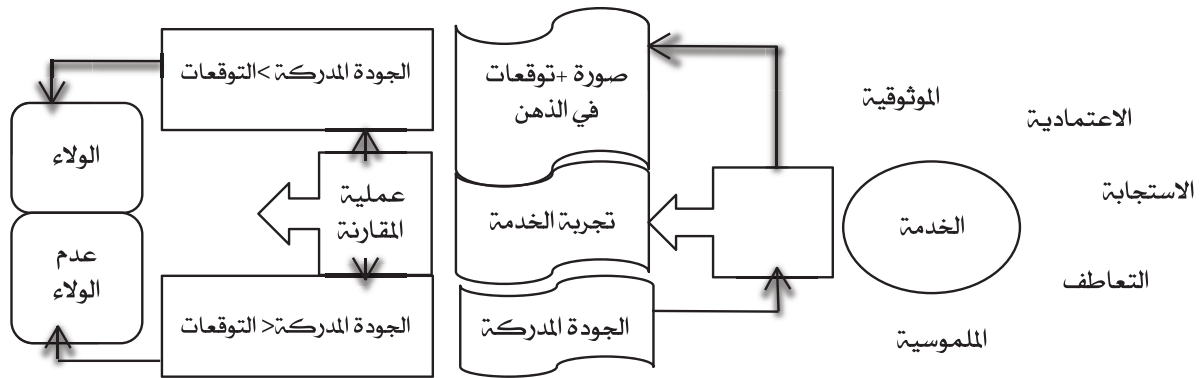 الموثوقية
الاعتمادية
الاستجابة
الخدمة
التعاطف
الملموسية
صورة +توقعات
في الذهن
تجربة الخدمة
الجودة المدركة
الجودة المدركة>التوقعات
عملية
المقارنة
الجودة المدركة< التوقعات
الولاء
عدم
الولاء